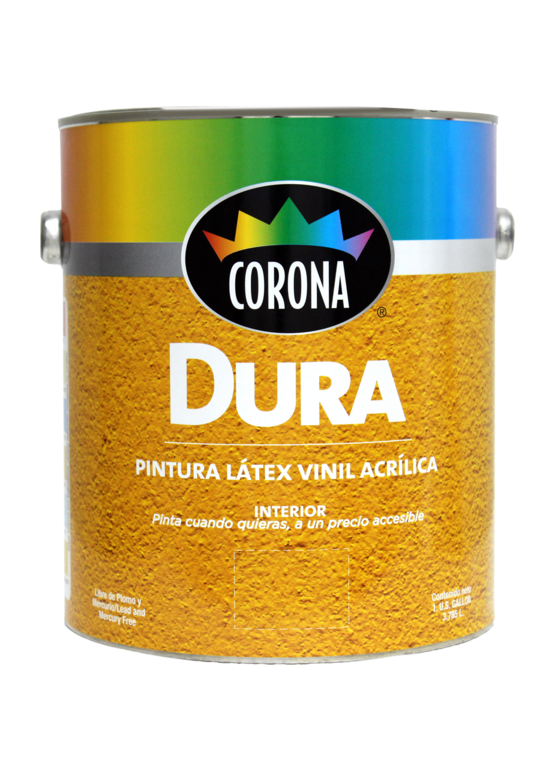 CORONA
®
DURA
PINTURA LÁTEX VINIL ACRÍLICA
INTERIOR
Pinta cuando quieras, a un precio accesible
Libre de Plomo y
Mercurio/Lead and
Mercury Free
Contenido neto
1 U.S. GALLON
3.785 L